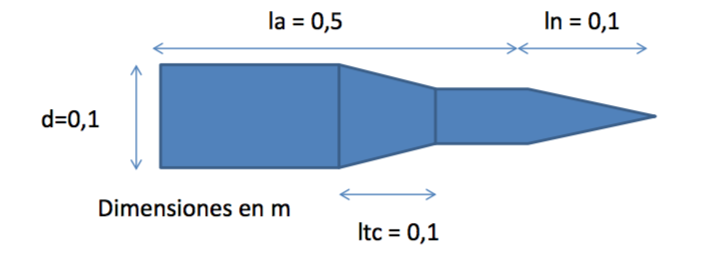 la = 0,5
ln = 0,1
d=0,1
Dimensiones en m
ltc = 0,1